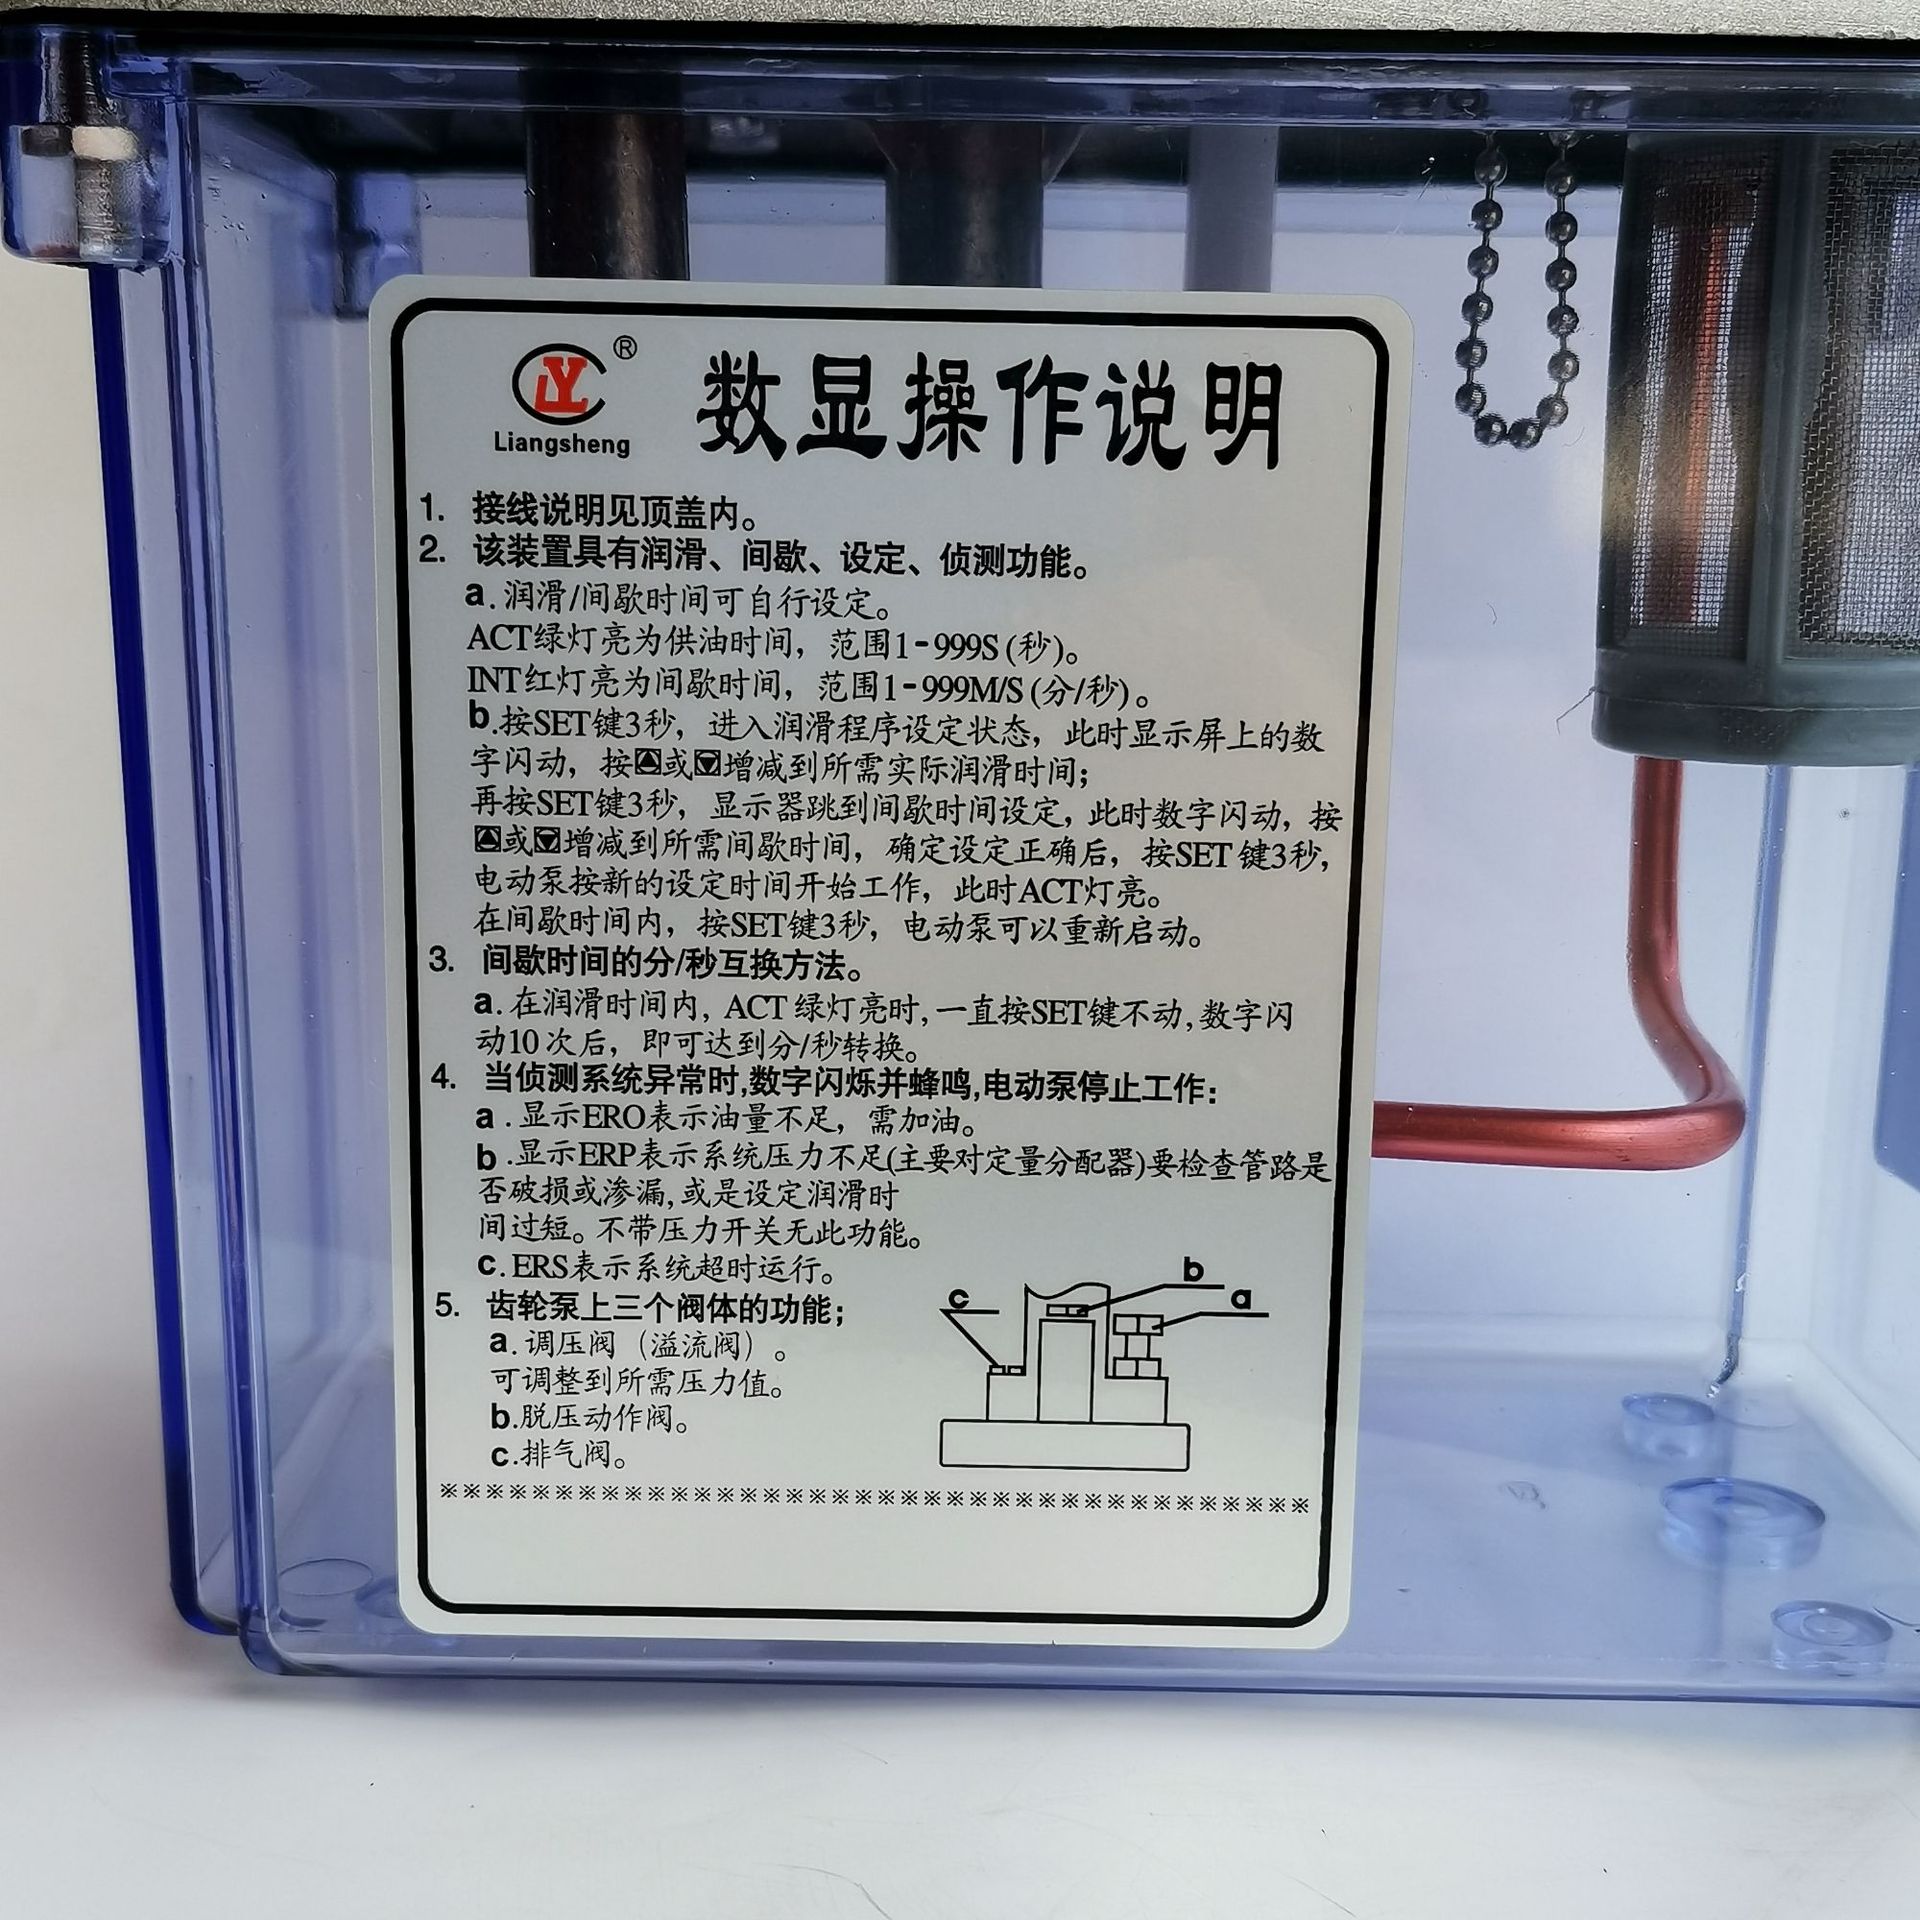 LY
®
Liangsheng
数显操作说明
1. 接线说明见顶盖内。
2. 该装置具有润滑、间歇、设定、侦测功能。
a.润滑/间歇时间可自行设定。
ACT绿灯亮为供油时间，范围1-999S(秒)。
INT红灯亮为间歇时间，范围1-999M/S(分/秒)。
b.按SET键3秒，进入润滑程序设定状态，此时显示屏上的数
字闪动，按▲或▼增减到所需实际润滑时间；
再按SET键3秒，显示器跳到间歇时间设定，此时数字闪动，按
▲或▼增减到所需间歇时间，确定设定正确后，按SET键3秒，
电动泵按新的设定时间开始工作，此时ACT灯亮。
在间歇时间内，按SET键3秒，电动泵可以重新启动。
3. 间歇时间的分/秒互换方法。
a.在润滑时间内，ACT绿灯亮时，一直按SET键不动，数字闪
动10次后，即可达到分/秒转换。
4. 当侦测系统异常时,数字闪烁并蜂鸣,电动泵停止工作：
a.显示ERO表示油量不足，需加油。
b.显示ERP表示系统压力不足(主要对定量分配器)要检查管路是
否破损或渗漏,或是设定润滑时
间过短。不带压力开关无此功能。
c.ERS表示系统超时运行。
5. 齿轮泵上三个阀体的功能；
a.调压阀（溢流阀）。
可调整到所需压力值。
b.脱压动作阀。
c.排气阀。
c
b
a
※※※※※※※※※※※※※※※※※※※※※※※※※※※※※※※※※※※※※※